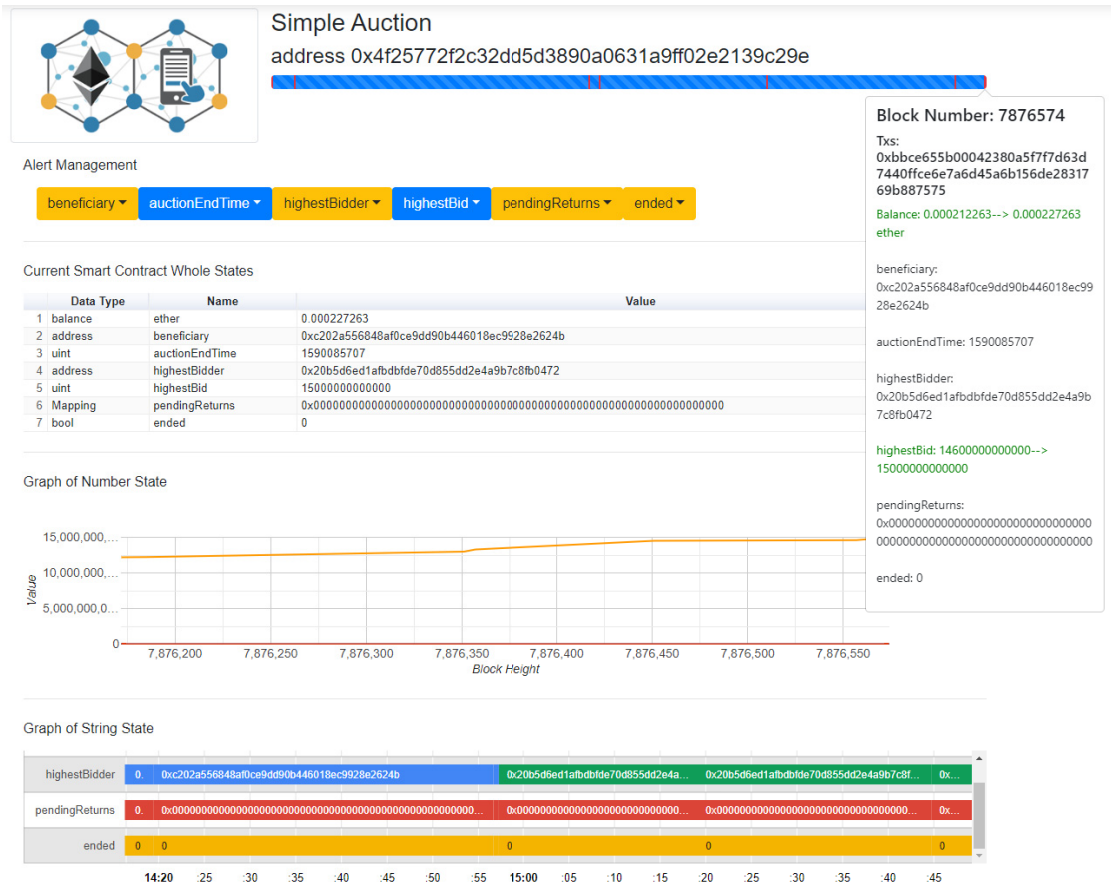 Simple Auction
address 0x4f25772f2c32dd5d3890a0631a9ff02e2139c29e
Block Number: 7876574
Txs:
0xbbce655b00042380a5f7f7d63d
7440ffce6e7a6d45a6b156de28317
69b887575
Balance: 0.000212263--> 0.000227263
ether
beneficiary:
0xc202a556848af0ce9dd90b446018ec99
28e2624b
auctionEndTime: 1590085707
highestBidder:
0x20b5d6ed1afbdbfde70d855dd2e4a9b
7c8fb0472
highestBid: 14600000000000-->
15000000000000
pendingReturns:
ended: 0
Alert Management
beneficiary auctionEndTime highestBidder highestBid pendingReturns ended
Current Smart Contract Whole States
Data Type Name Value
1 balance ether 0.000227263
2 address beneficiary 0xc202a556848af0ce9dd90b446018ec9928e2624b
3 uint auctionEndTime 1590085707
4 address highestBidder 0x20b5d6ed1afbdbfde70d855dd2e4a9b7c8fb0472
5 uint highestBid 15000000000000
6 Mapping pendingReturns
7 bool ended 0
Graph of Number State
15,000,000,...
10,000,000,...
5,000,000,0...
0
Value
7,876,200 7,876,250 7,876,300 7,876,350 7,876,400 7,876,450 7,876,500 7,876,550
Block Height
Graph of String State
highestBidder 0. 0xc202a556848af0ce9dd90b446018ec9928e2624b 0x20b5d6ed1afbdbfde70d855dd2e4a... 0x20b5d6ed1afbdbfde70d855dd2e4a9b7c8f... 0x...
pendingReturns 0. 0x...
ended 0 0 0 0 0
14:20 :25 :30 :35 :40 :45 :50 :55 15:00 :05 :10 :15 :20 :25 :30 :35 :40 :45